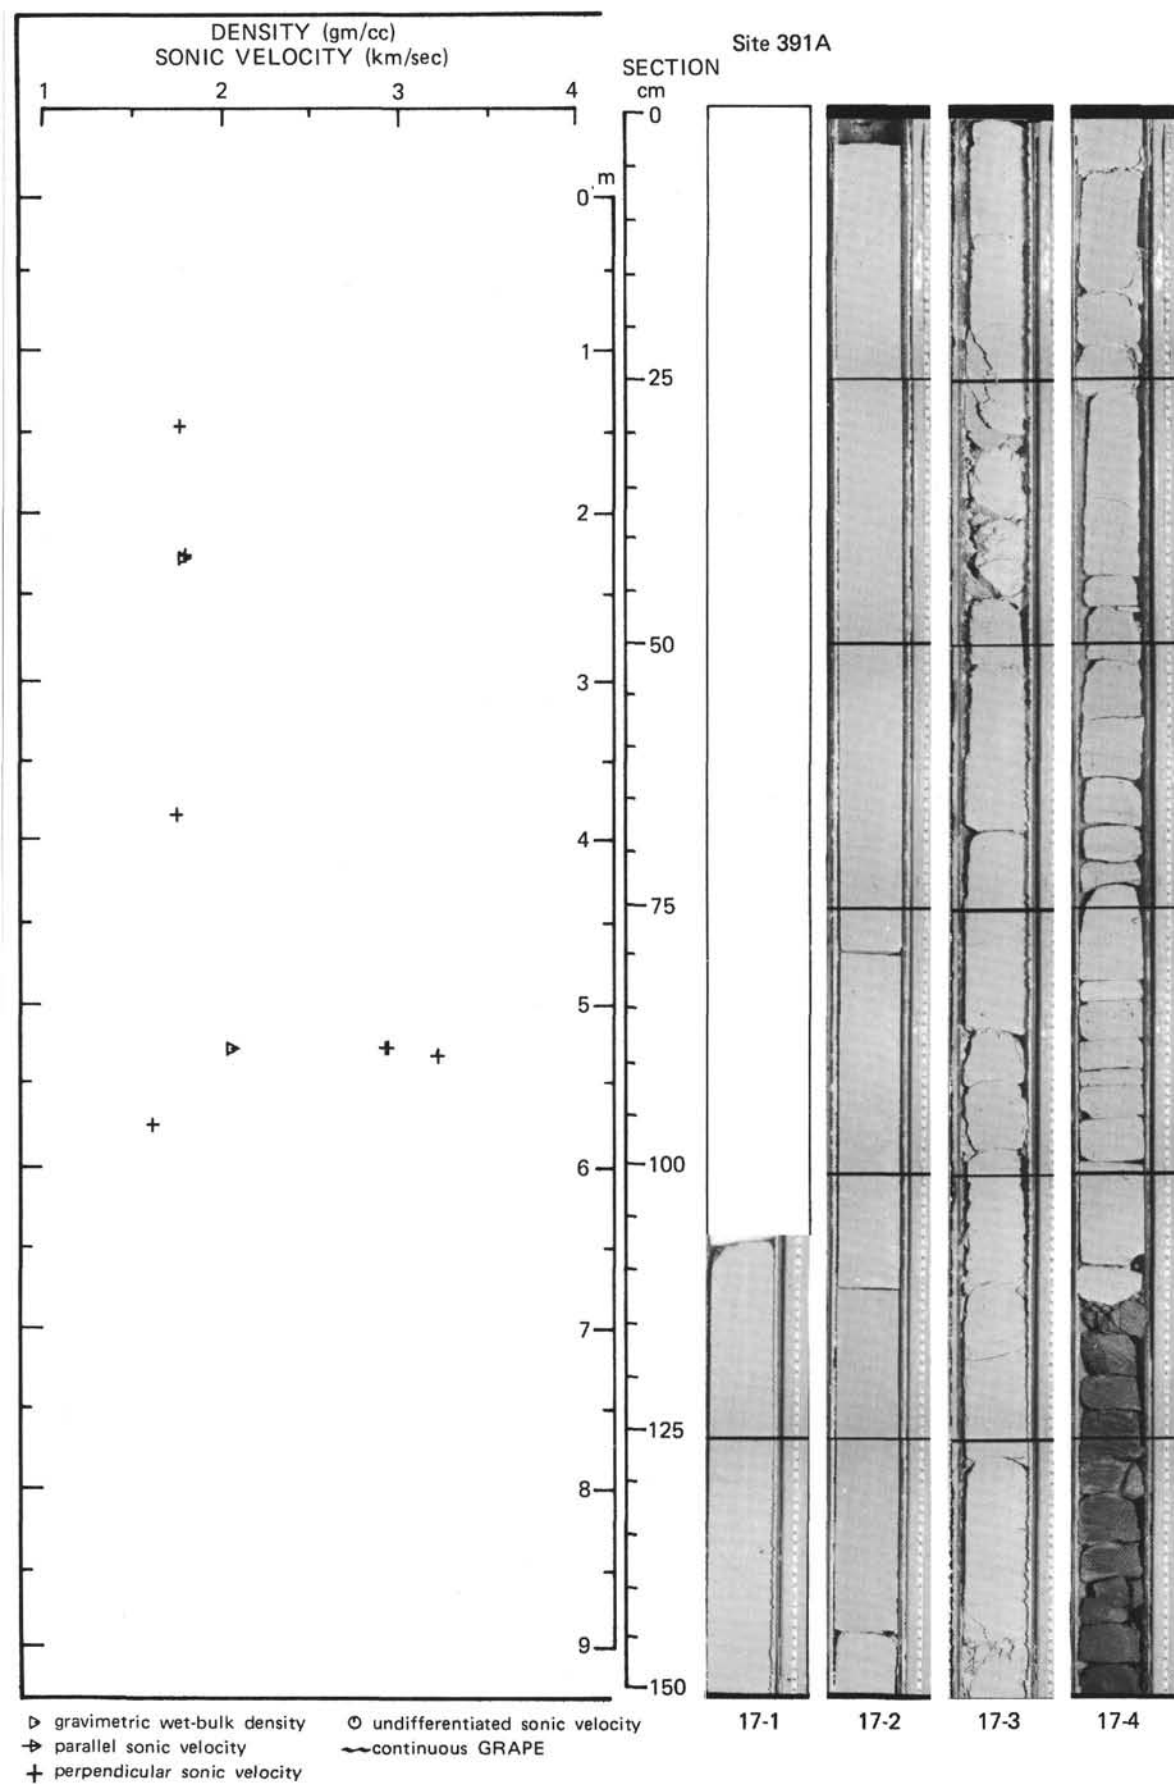 DENSITY (gm/cc)
SONIC VELOCITY (km/sec)
1 2 3 4
Site 391A
SECTION
cm
m
0
1
2
3
4
5
6
7
8
9
0
25
50
75
100
125
150
gravimetric wet-bulk density
parallel sonic velocity
perpendicular sonic velocity
undifferentiated sonic velocity
continuous GRAPE
17-1 17-2 17-3 17-4